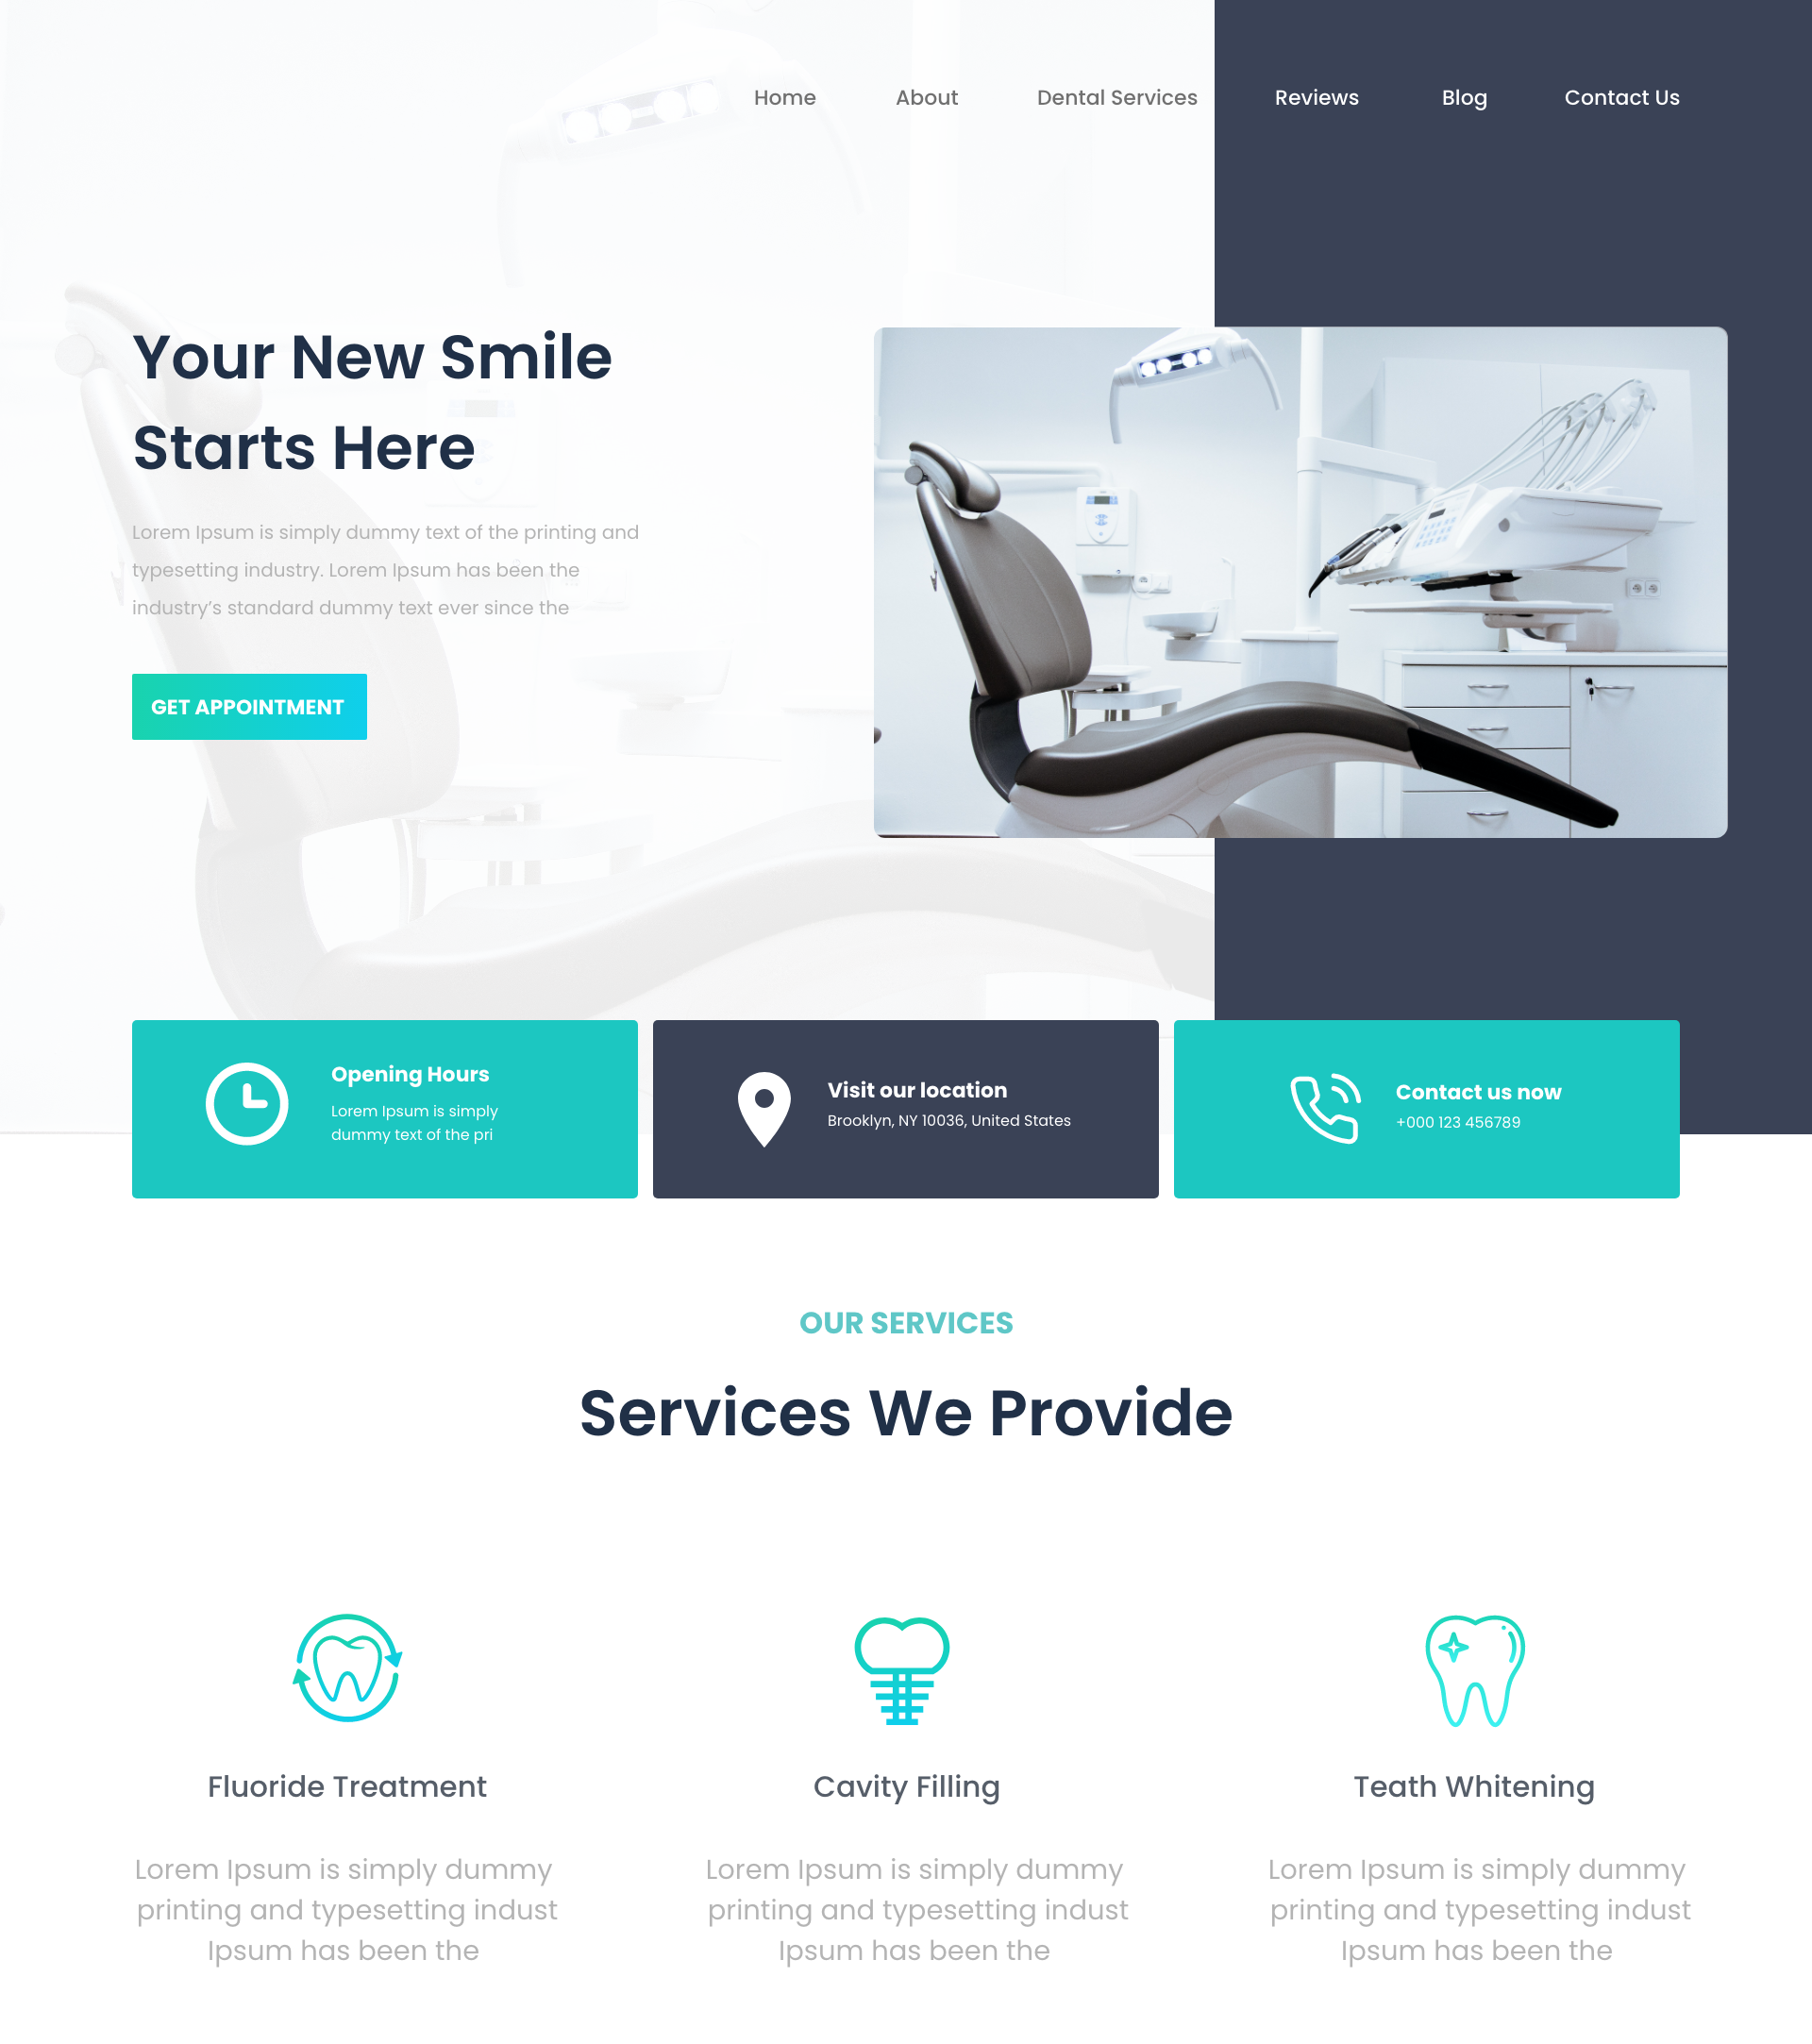 Home About Dental Services Reviews Blog Contact Us
Your New Smile
Starts Here
Lorem Ipsum is simply dummy text of the printing and
typesetting industry. Lorem Ipsum has been the
industry’s standard dummy text ever since the
GET APPOINTMENT
Opening Hours
Lorem Ipsum is simply
dummy text of the pri
Visit our location
Brooklyn, NY 10036, United States
Contact us now
+000 123 456789
OUR SERVICES
Services We Provide
Fluoride Treatment
Lorem Ipsum is simply dummy
printing and typesetting indust
Ipsum has been the
Cavity Filling
Lorem Ipsum is simply dummy
printing and typesetting indust
Ipsum has been the
Teath Whitening
Lorem Ipsum is simply dummy
printing and typesetting indust
Ipsum has been the